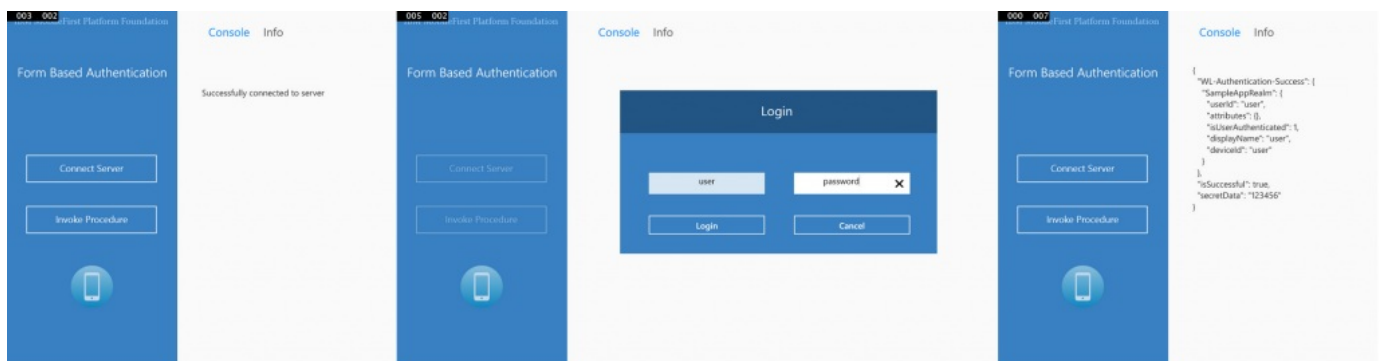 003 002
First Platform Foundation
Console Info
Form Based Authentication
Successfully connected to server
Connect Server
Invoke Procedure
005 002
First Platform Foundation
Console Info
Form Based Authentication
Login
Connect Server
user password
Invoke Procedure
Login Cancel
000 007
First Platform Foundation
Console Info
Form Based Authentication
{
"WL-Authentication-Success": {
"SampleAppRealm": {
"userId": "user",
"attributes": {},
"isUserAuthenticated": 1,
"displayName": "user",
"deviceId": "user"
}
},
"isSuccessful": true,
"secretData": "123456"
}
Connect Server
Invoke Procedure